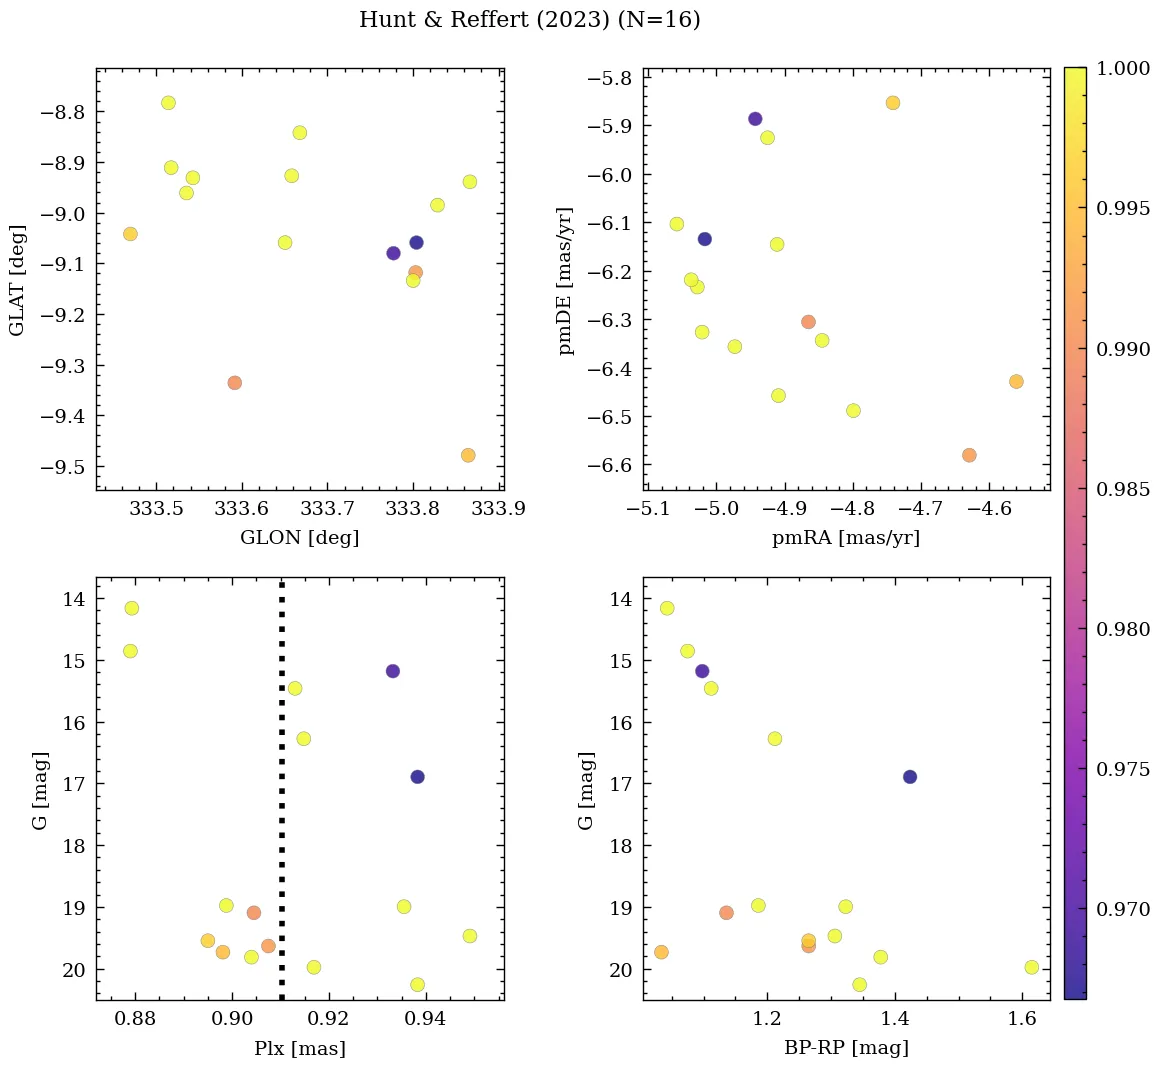 Hunt & Reffert (2023) (N=16)
−8.8
−8.9
−9.0
−9.1
−9.2
−9.3
−9.4
−9.5
GLAT [deg]
333.5 333.6 333.7 333.8 333.9
GLON [deg]
−5.8
−5.9
−6.0
−6.1
−6.2
−6.3
−6.4
−6.5
−6.6
pmDE [mas/yr]
−5.1 −5.0 −4.9 −4.8 −4.7 −4.6
pmRA [mas/yr]
14
15
16
17
18
19
20
G [mag]
0.88 0.90 0.92 0.94
Plx [mas]
14
15
16
17
18
19
20
G [mag]
1.2 1.4 1.6
BP-RP [mag]
1.000
0.995
0.990
0.985
0.980
0.975
0.970